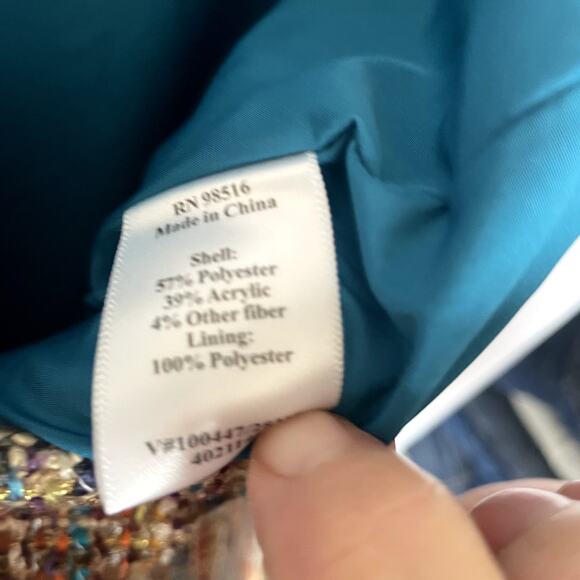 RN 98516
Made in China
Shell:
57% Polyester
39% Acrylic
4% Other fiber
Lining:
100% Polyester